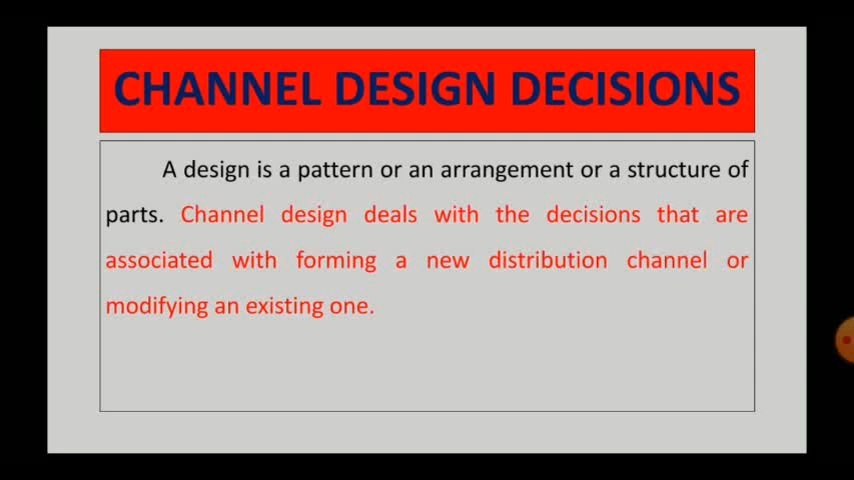 CHANNEL DESIGN DECISIONS
A design is a pattern or an arrangement or a structure of
parts. Channel design deals with the decisions that are
associated with forming a new distribution channel or
modifying an existing one.